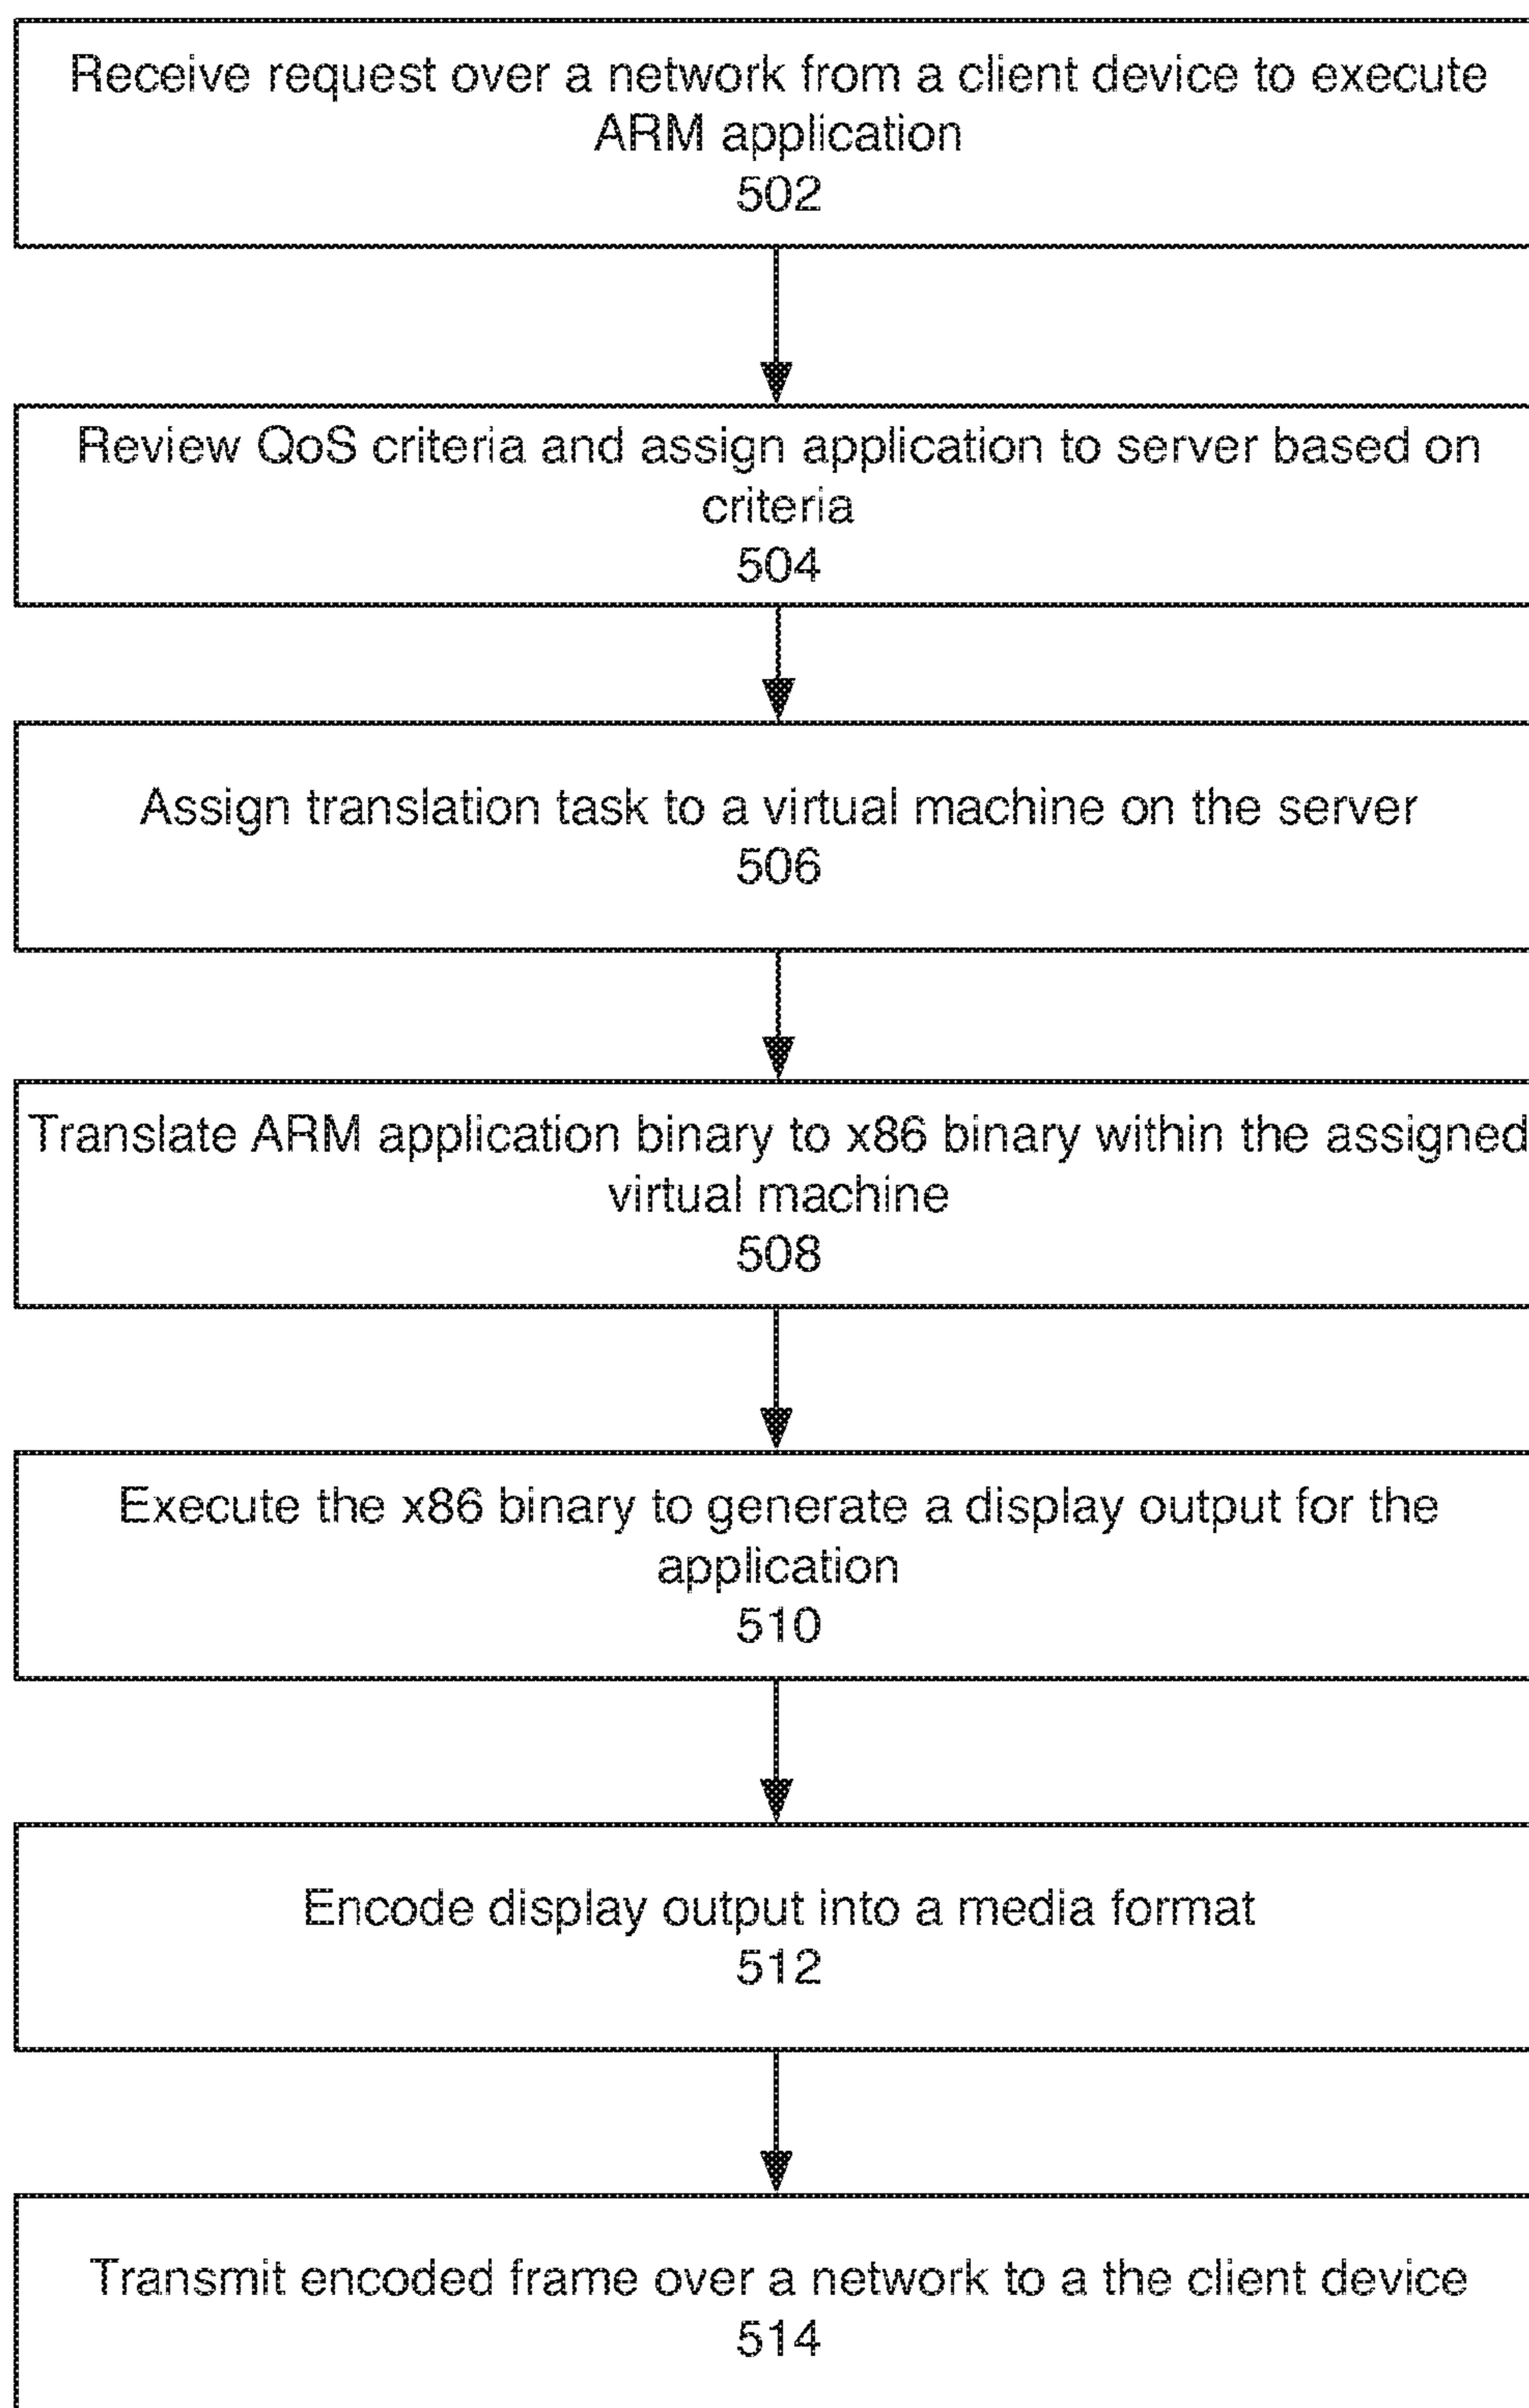 Receive request over a network from a client device to execute
ARM application
502
Review QoS criteria and assign application to server based on
criteria
504
Assign translation task to a virtual machine on the server
506
Translate ARM application binary to x86 binary within the assigned
virtual machine
508
Execute the x86 binary to generate a display output for the
application
510
Encode display output into a media format
512
Transmit encoded frame over a network to a the client device
514